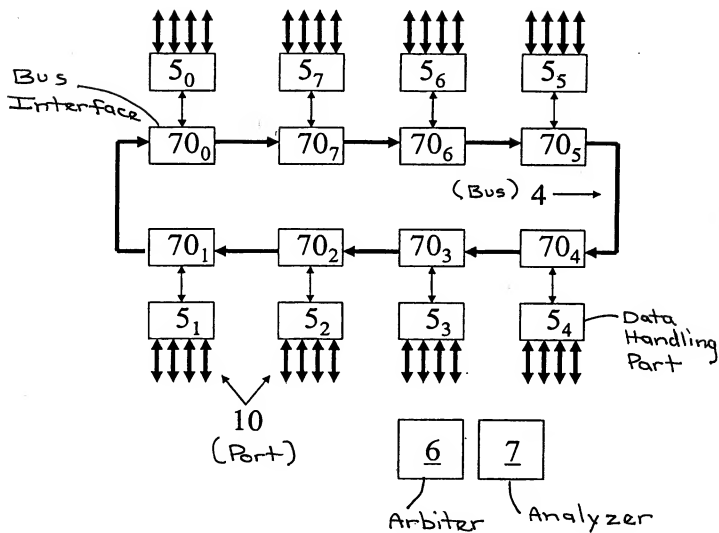 5₀ 5₇ 5₆ 5₅
Bus
Interface
70₀ 70₇ 70₆ 70₅
(Bus) 4
70₁ 70₂ 70₃ 70₄
5₁ 5₂ 5₃ 5₄
Data
Handling
Part
10
(Port)
6 7
Arbiter Analyzer